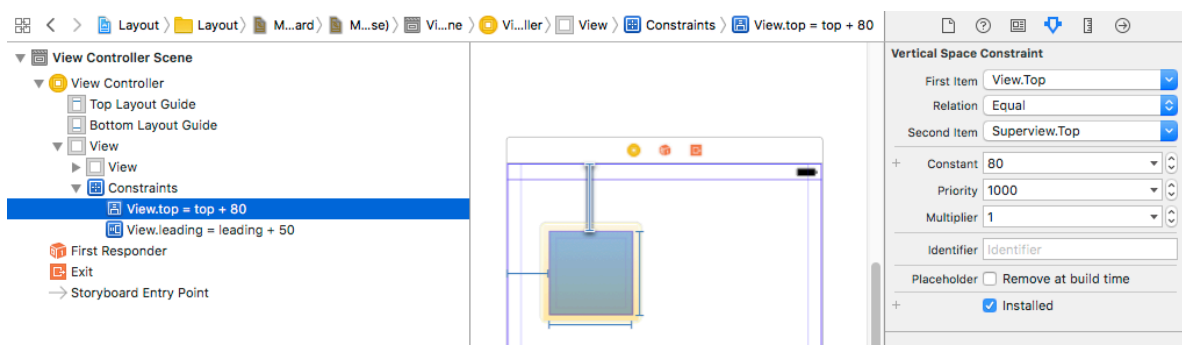 Layout Layout M...ard M...se) Vi...ne Vi...ller View Constraints View.top = top + 80
View Controller Scene
View Controller
Top Layout Guide
Bottom Layout Guide
View
View
Constraints
View.top = top + 80
View.leading = leading + 50
First Responder
Exit
Storyboard Entry Point
Vertical Space Constraint
First Item View.Top
Relation Equal
Second Item Superview.Top
Constant 80
Priority 1000
Multiplier 1
Identifier Identifier
Placeholder Remove at build time
Installed